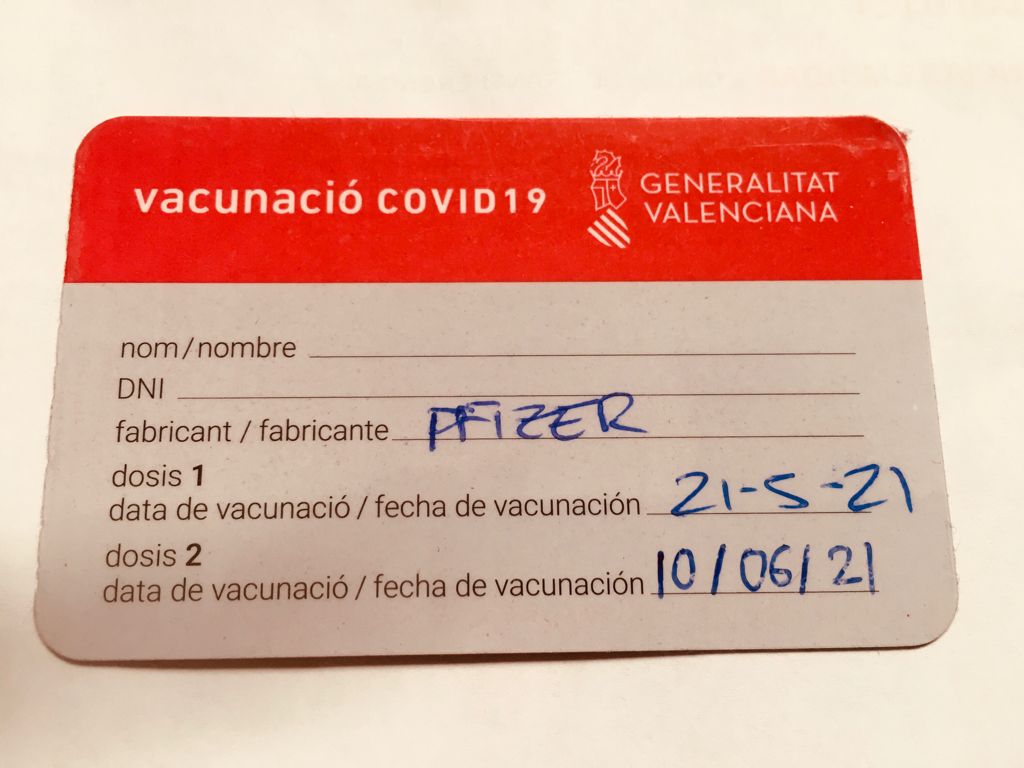 vacunació COVID19
GENERALITAT
VALENCIANA
nom/nombre
DNI
fabricant / fabricante PFIZER
dosis 1
data de vacunació / fecha de vacunación 21-5-21
dosis 2
data de vacunació / fecha de vacunación 10/06/21